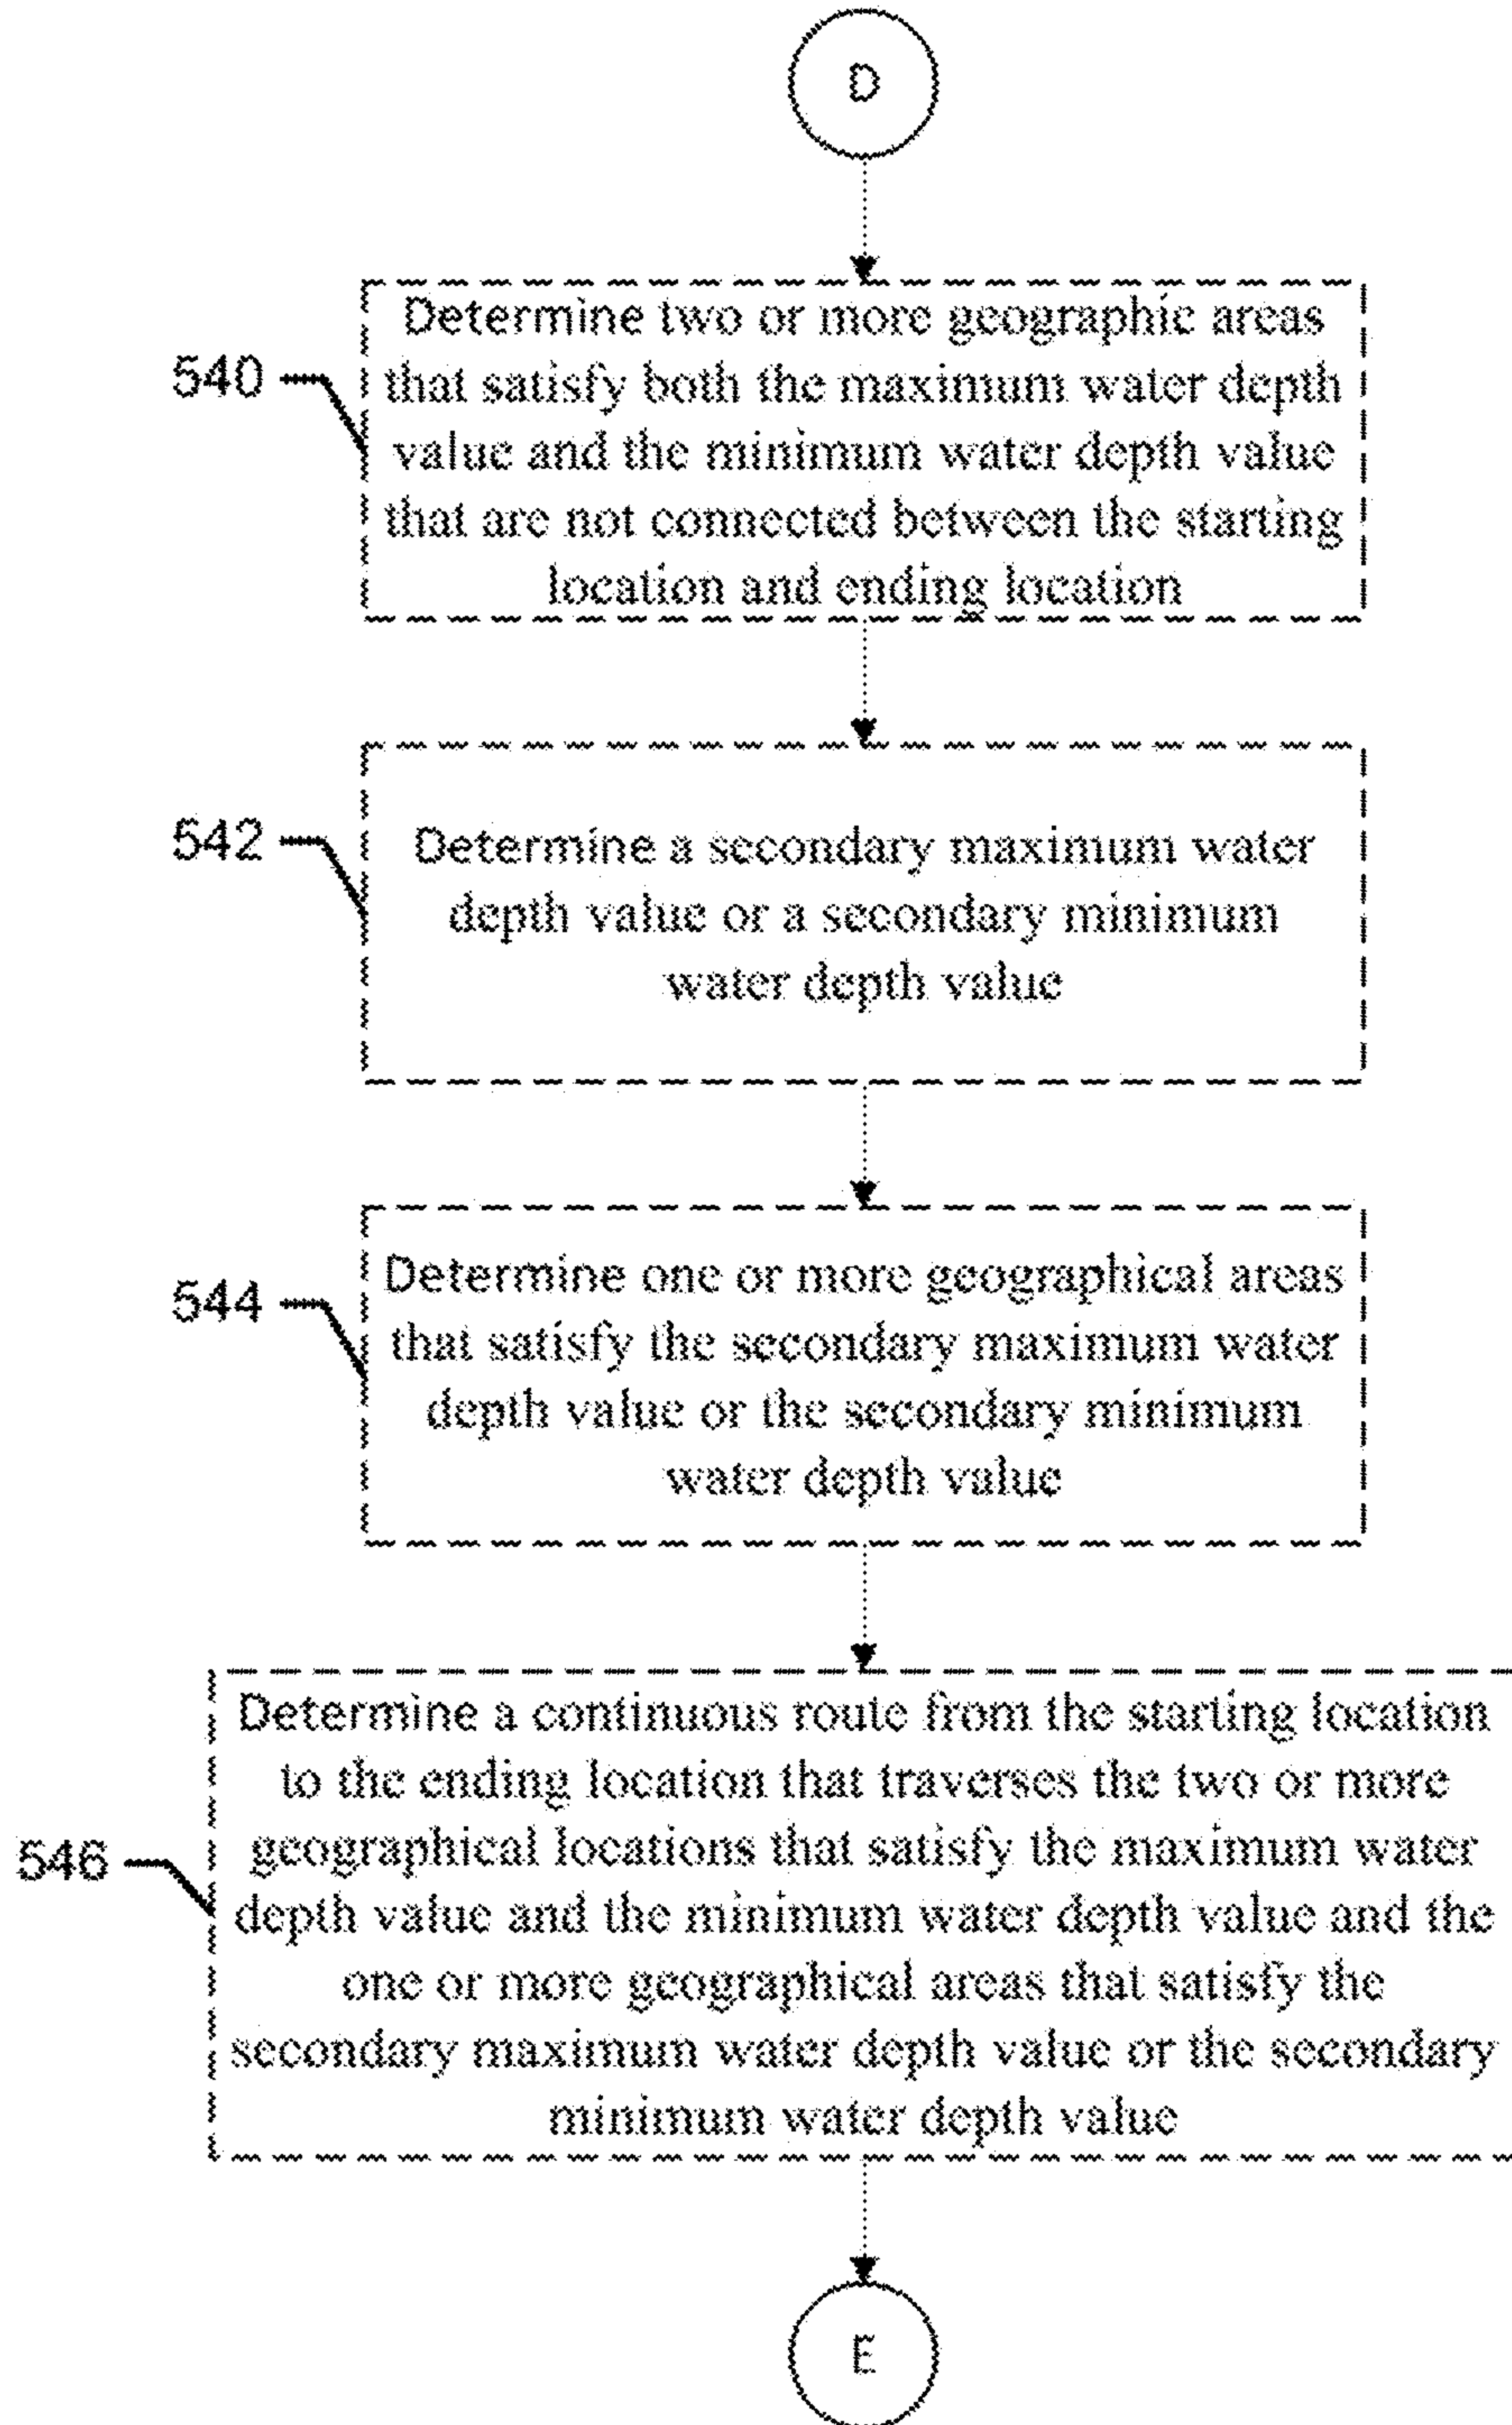 D
540
Determine two or more geographic areas
that satisfy both the maximum water depth
value and the minimum water depth value
that are not connected between the starting
location and ending location
542
Determine a secondary maximum water
depth value or a secondary minimum
water depth value
544
Determine one or more geographical areas
that satisfy the secondary maximum water
depth value or the secondary minimum
water depth value
546
Determine a continuous route from the starting location
to the ending location that traverses the two or more
geographical locations that satisfy the maximum water
depth value and the minimum water depth value and the
one or more geographical areas that satisfy the
secondary maximum water depth value or the secondary
minimum water depth value
E